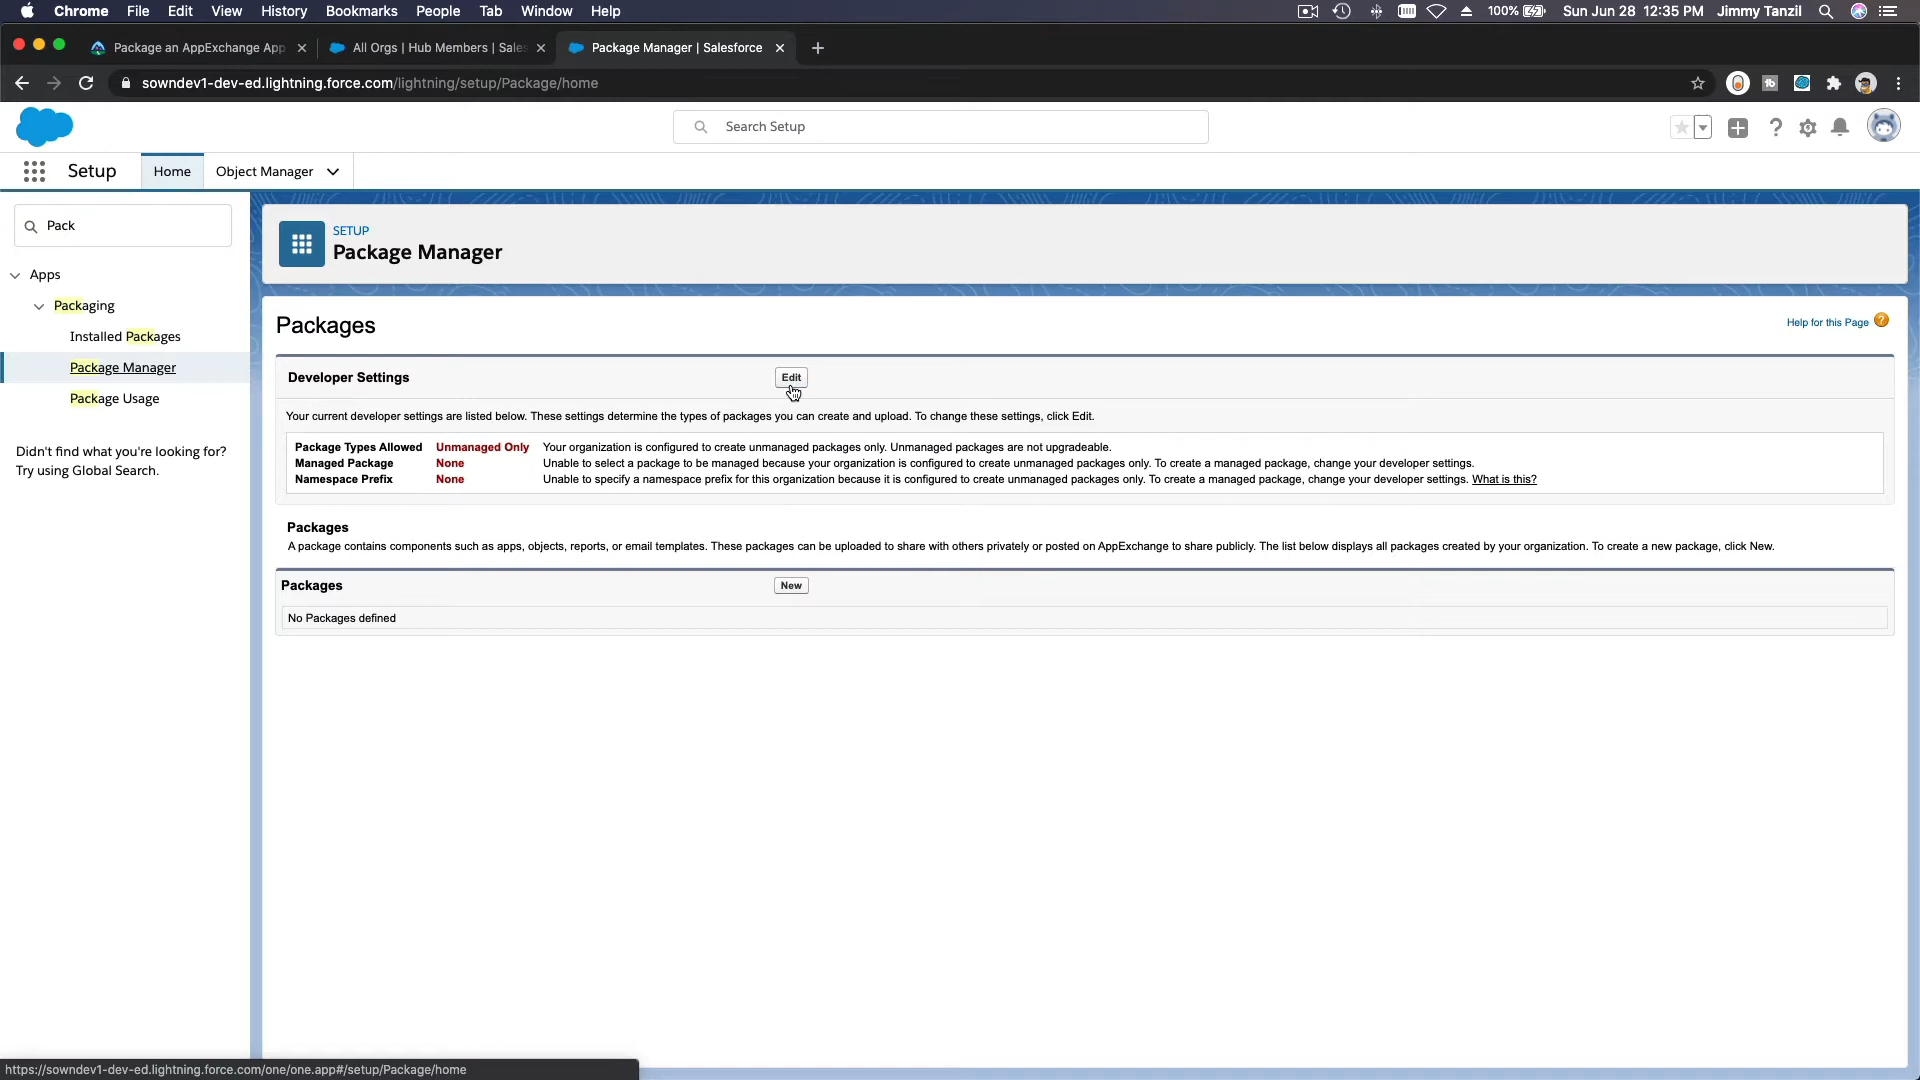 Chrome File Edit View History Bookmarks People Tab Window Help 100% Sun Jun 28 12:35 PM Jimmy Tanzil
Package an AppExchange App All Orgs | Hub Members | Sales Package Manager | Salesforce
sowndev1-dev-ed.lightning.force.com/lightning/setup/Package/home
Search Setup
Setup Home Object Manager
Pack
Apps
Packaging
Installed Packages
Package Manager
Package Usage
Didn't find what you're looking for?
Try using Global Search.
SETUP
Package Manager
Packages
Help for this Page ?
Developer Settings Edit
Your current developer settings are listed below. These settings determine the types of packages you can create and upload. To change these settings, click Edit.
Package Types Allowed Unmanaged Only Your organization is configured to create unmanaged packages only. Unmanaged packages are not upgradeable.
Managed Package None Unable to select a package to be managed because your organization is configured to create unmanaged packages only. To create a managed package, change your developer settings.
Namespace Prefix None Unable to specify a namespace prefix for this organization because it is configured to create unmanaged packages only. To create a managed package, change your developer settings. What is this?
Packages
A package contains components such as apps, objects, reports, or email templates. These packages can be uploaded to share with others privately or posted on AppExchange to share publicly. The list below displays all packages created by your organization. To create a new package, click New.
Packages New
No Packages defined
https://sowndev1-dev-ed.lightning.force.com/one/one.app#/setup/Package/home